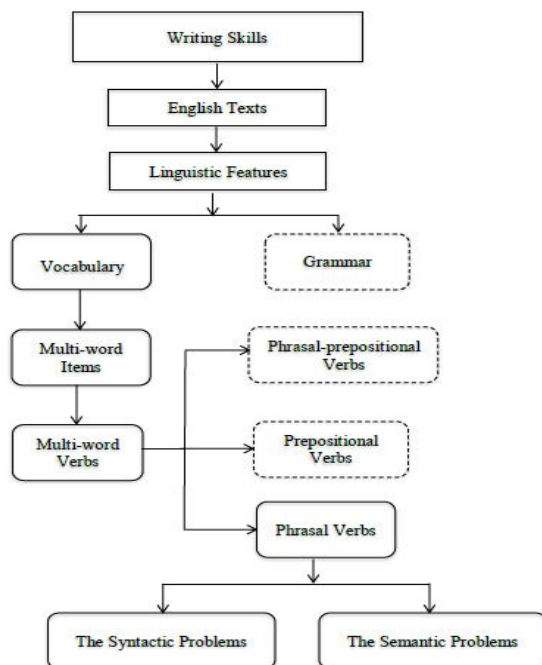 Writing Skills
English Texts
Linguistic Features
Vocabulary
Grammar
Multi-word
Items
Phrasal-prepositional
Verbs
Multi-word
Verbs
Prepositional
Verbs
Phrasal Verbs
The Syntactic Problems
The Semantic Problems